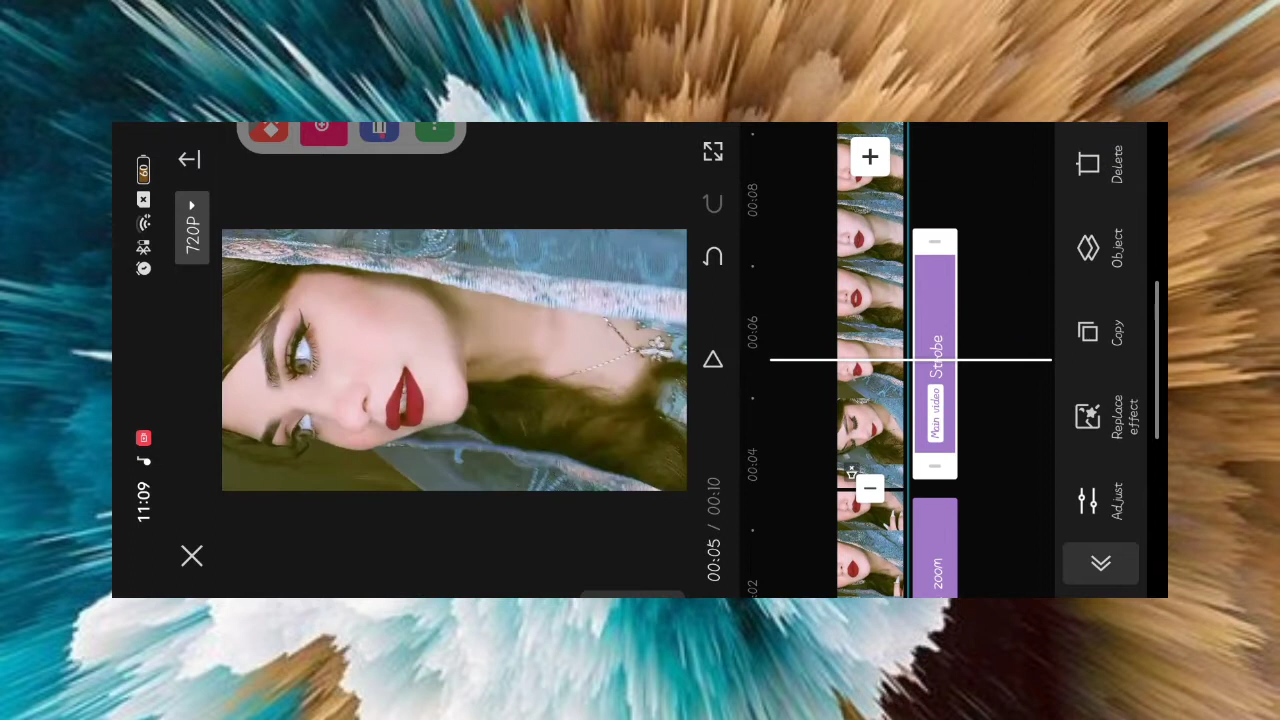 11:09
60
720P
00:05 / 00:10
:02
00:04
00:06
00:08
zoom
Main video
Strobe
Adjust
Replace
effect
Copy
Object
Delete